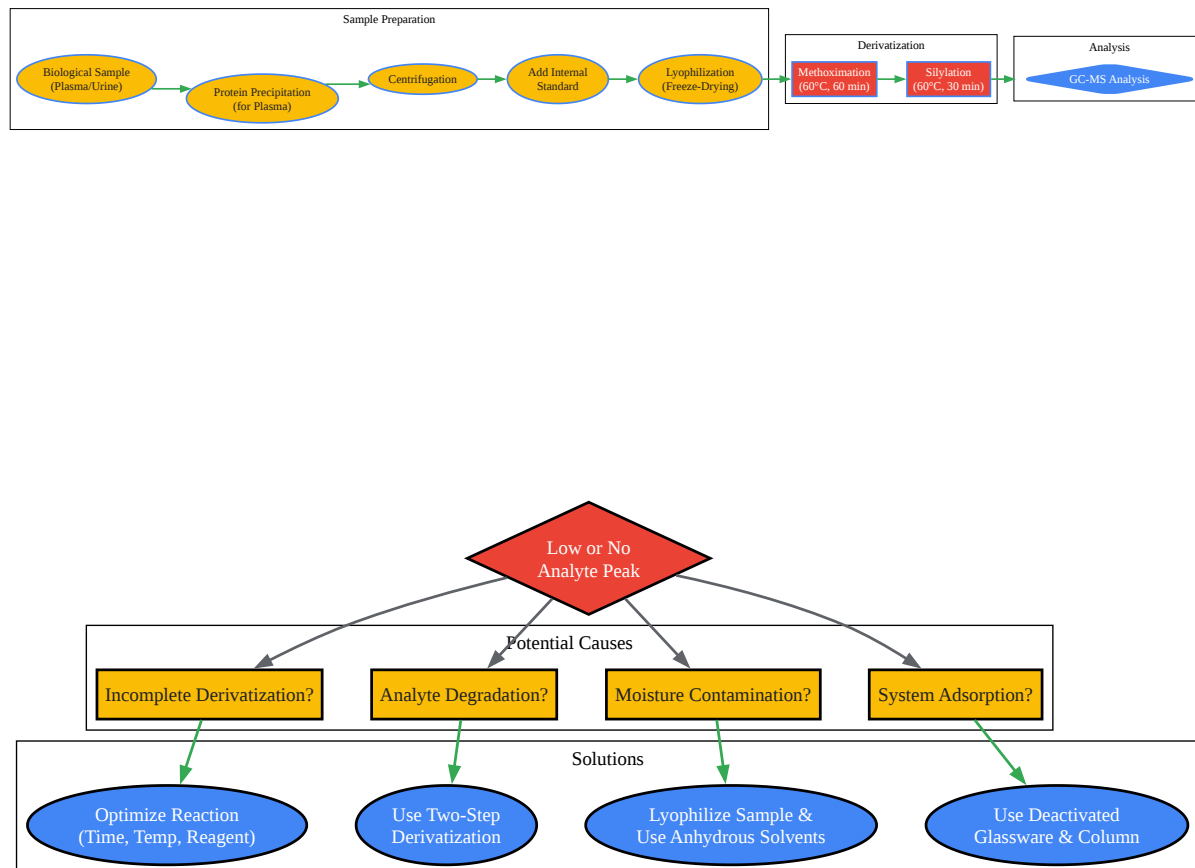 Sample Preparation
Biological Sample
(Plasma/Urine)
Protein Precipitation
(for Plasma)
Centrifugation
Add Internal
Standard
Lyophilization
(Freeze-Drying)
Derivatization
Methoximation
(60°C, 60 min)
Silylation
(60°C, 30 min)
Analysis
GC-MS Analysis
Low or No
Analyte Peak
Potential Causes
Incomplete Derivatization?
Analyte Degradation?
Moisture Contamination?
System Adsorption?
Solutions
Optimize Reaction
(Time, Temp, Reagent)
Use Two-Step
Derivatization
Lyophilize Sample &
Use Anhydrous Solvents
Use Deactivated
Glassware & Column